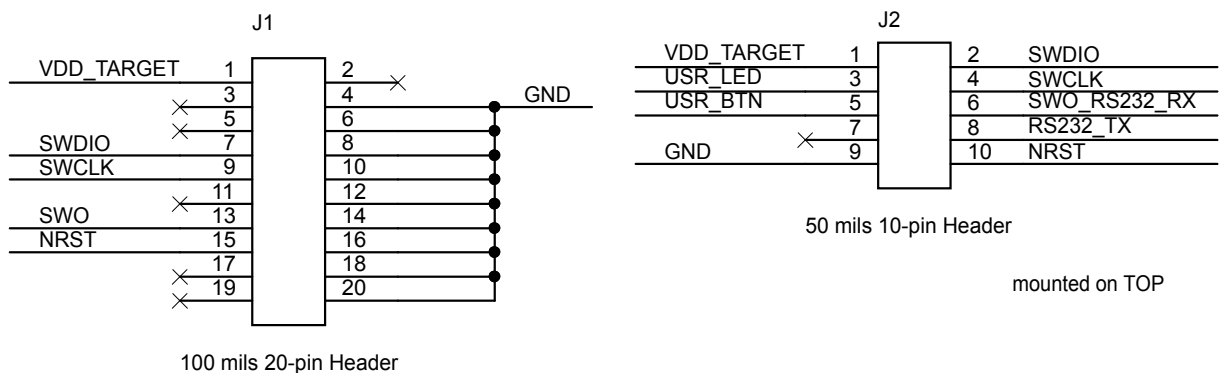 J1
VDD_TARGET 1 2
3 4 GND
5 6
SWDIO 7 8
SWCLK 9 10
11 12
SWO 13 14
NRST 15 16
17 18
19 20
100 mils 20-pin Header
J2
VDD_TARGET 1 2 SWDIO
USR_LED 3 4 SWCLK
USR_BTN 5 6 SWO_RS232_RX
7 8 RS232_TX
GND 9 10 NRST
50 mils 10-pin Header
mounted on TOP